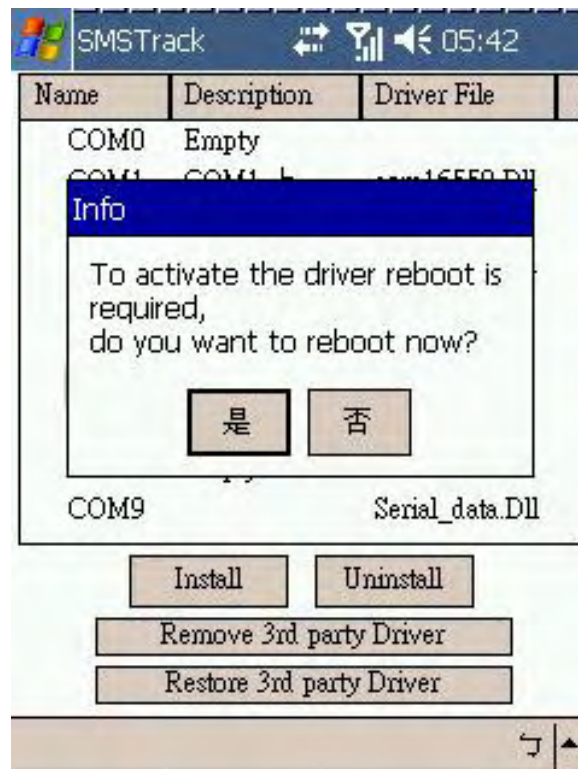 SMSTrack 05:42
Name Description Driver File
COM0 Empty
COM1 COM1
Info
To activate the driver reboot is
required,
do you want to reboot now?
是 否
COM9 Serial_data.Dll
Install Uninstall
Remove 3rd party Driver
Restore 3rd party Driver
ㄅ